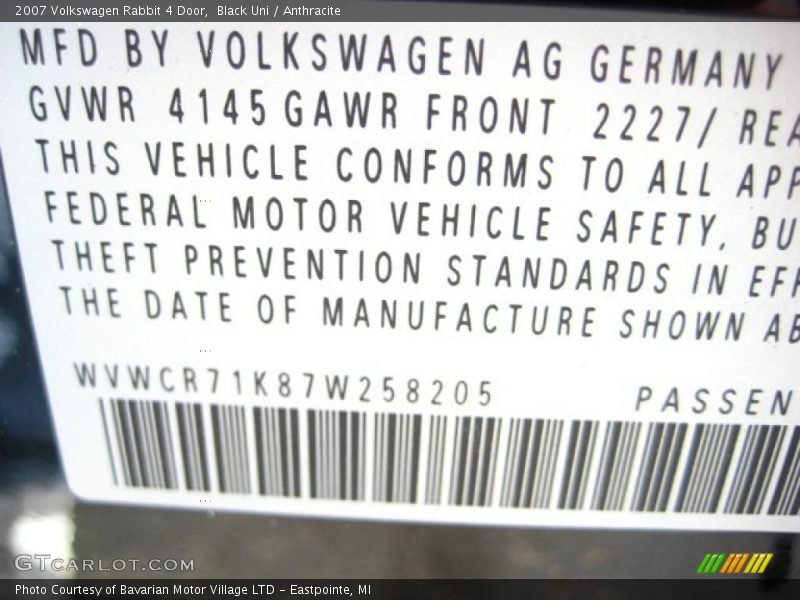 2007 Volkswagen Rabbit 4 Door,  Black Uni / Anthracite
MFD BY VOLKSWAGEN AG GERMANY
GVWR 4145 GAWR FRONT 2227/ REA
THIS VEHICLE CONFORMS TO ALL APP
FEDERAL MOTOR VEHICLE SAFETY, BU
THEFT PREVENTION STANDARDS IN EFF
THE DATE OF MANUFACTURE SHOWN AB
WVWCR71K87W258205 PASSEN
GTCARLOT.COM
Photo Courtesy of Bavarian Motor Village LTD - Eastpointe, MI